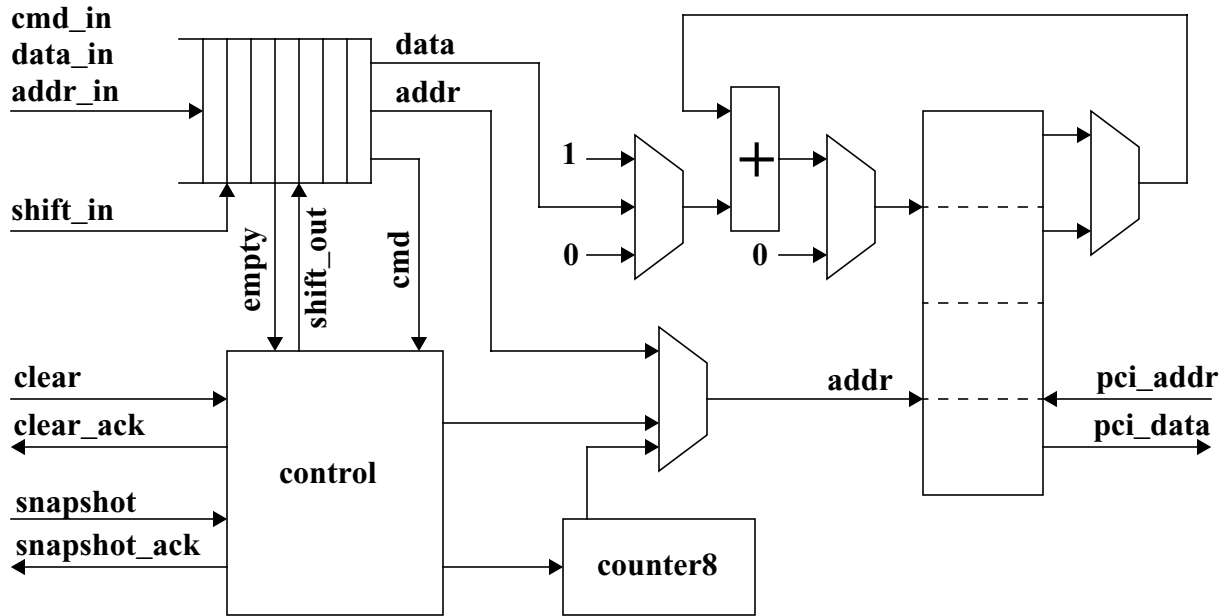 cmd_in
data_in
addr_in
shift_in
data
addr
empty
shift_out
cmd
1
0
+
0
clear
clear_ack
snapshot
snapshot_ack
control
counter8
addr
pci_addr
pci_data